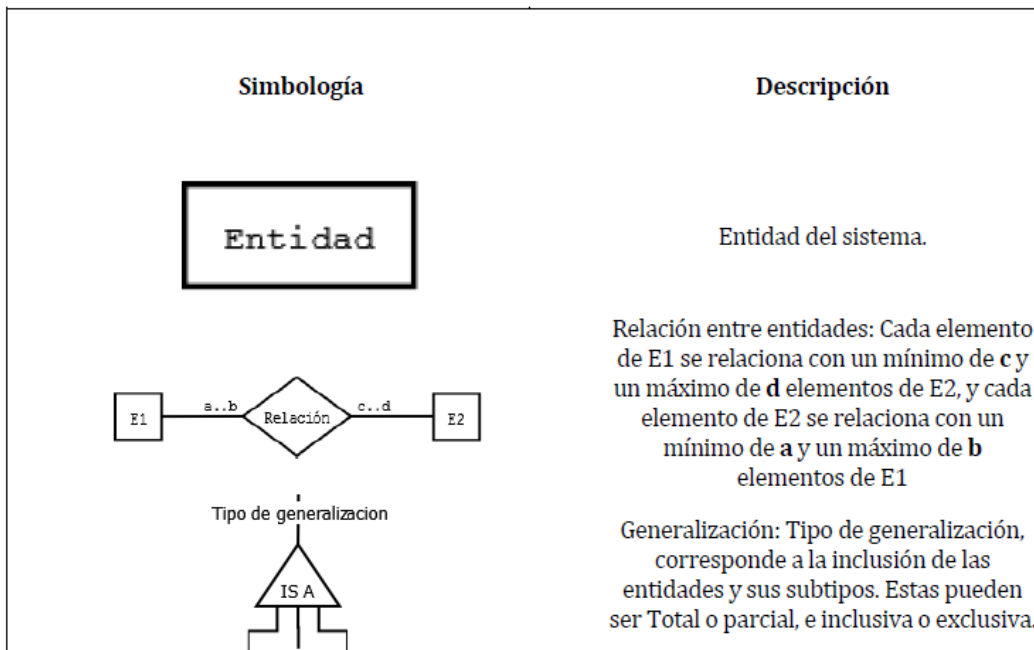 Simbología
Descripción
Entidad
Entidad del sistema.
E1
a..b
Relación
c..d
E2
Relación entre entidades: Cada elemento
de E1 se relaciona con un mínimo de c y
un máximo de d elementos de E2, y cada
elemento de E2 se relaciona con un
mínimo de a y un máximo de b
elementos de E1
Tipo de generalizacion
IS A
Generalización: Tipo de generalización,
corresponde a la inclusión de las
entidades y sus subtipos. Estas pueden
ser Total o parcial, e inclusiva o exclusiva.